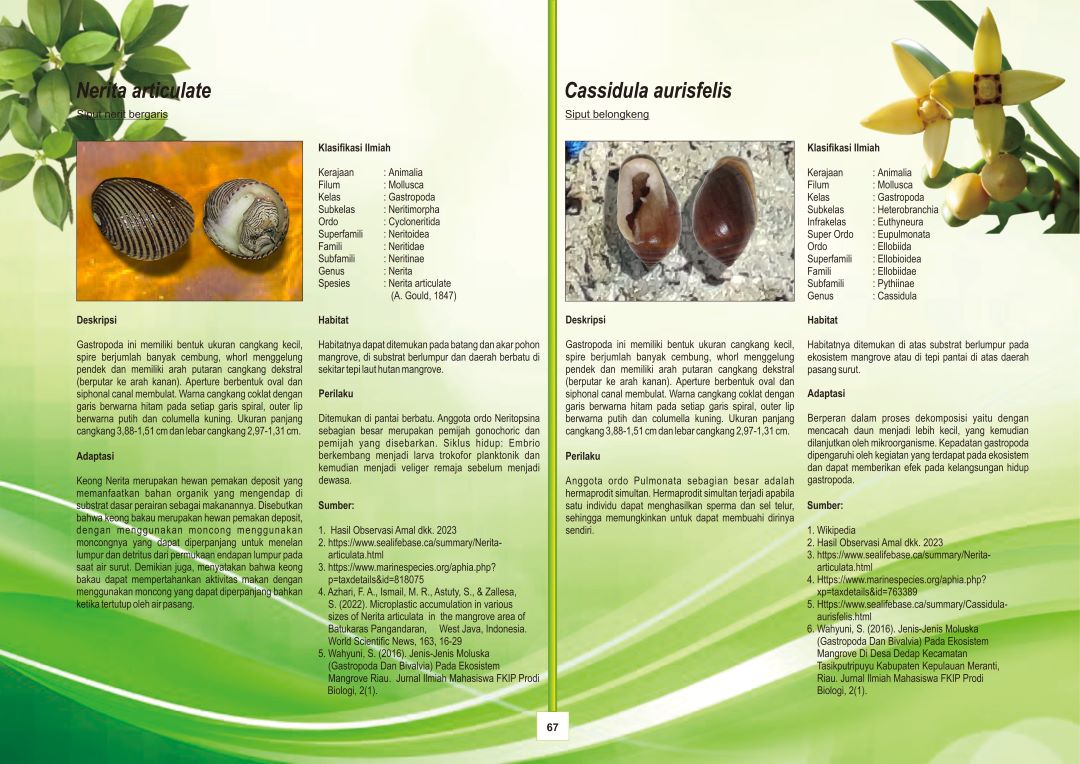 Nerita articulate
Siput nerit bergaris
Klasifikasi Ilmiah
Kerajaan : Animalia
Filum : Mollusca
Kelas : Gastropoda
Subkelas : Neritimorpha
Ordo : Cycloneritida
Superfamili : Neritoidea
Famili : Neritidae
Subfamili : Neritinae
Genus : Nerita
Spesies : Nerita articulate
(A. Gould, 1847)
Deskripsi
Gastropoda ini memiliki bentuk ukuran cangkang kecil,
spire berjumlah banyak cembung, whorl menggelung
pendek dan memiliki arah putaran cangkang dekstral
(berputar ke arah kanan). Aperture berbentuk oval dan
siphonal canal membulat. Warna cangkang coklat dengan
garis berwarna hitam pada setiap garis spiral, outer lip
berwarna putih dan columella kuning. Ukuran panjang
cangkang 3,88-1,51 cm dan lebar cangkang 2,97-1,31 cm.
Adaptasi
Keong Nerita merupakan hewan pemakan deposit yang
memanfaatkan bahan organik yang mengendap di
substrat dasar perairan sebagai makanannya. Disebutkan
bahwa keong bakau merupakan hewan pemakan deposit,
dengan menggunakan moncong menggunakan
moncongnya yang dapat diperpanjang untuk menelan
lumpur dan detritus dari permukaan endapan lumpur pada
saat air surut. Demikian juga, menyatakan bahwa keong
bakau dapat mempertahankan aktivitas makan dengan
menggunakan moncong yang dapat diperpanjang bahkan
ketika tertutup oleh air pasang.
Habitat
Habitatnya dapat ditemukan pada batang dan akar pohon
mangrove, di substrat berlumpur dan daerah berbatu di
sekitar tepi laut hutan mangrove.
Perilaku
Ditemukan di pantai berbatu. Anggota ordo Neritopsina
sebagian besar merupakan pemijah gonochoric dan
pemijah yang disebarkan. Siklus hidup: Embrio
berkembang menjadi larva trokofor planktonik dan
kemudian menjadi veliger remaja sebelum menjadi
dewasa.
Sumber:
1. Hasil Observasi Amal dkk. 2023
2. https://www.sealifebase.ca/summary/Nerita-
articulata.html
3. https://www.marinespecies.org/aphia.php?
p=taxdetails&id=818075
4. Azhari, F. A., Ismail, M. R., Astuty, S., & Zallesa,
S. (2022). Microplastic accumulation in various
sizes of Nerita articulata in the mangrove area of
Batukaras Pangandaran, West Java, Indonesia.
World Scientific News, 163, 16-29
5. Wahyuni, S. (2016). Jenis-Jenis Moluska
(Gastropoda Dan Bivalvia) Pada Ekosistem
Mangrove Riau. Jurnal Ilmiah Mahasiswa FKIP Prodi
Biologi, 2(1).
Cassidula aurisfelis
Siput belongkeng
Klasifikasi Ilmiah
Kerajaan : Animalia
Filum : Mollusca
Kelas : Gastropoda
Subkelas : Heterobranchia
Infrakelas : Euthyneura
Super Ordo : Eupulmonata
Ordo : Ellobiida
Superfamili : Ellobioidea
Famili : Ellobiidae
Subfamili : Pythiinae
Genus : Cassidula
Deskripsi
Gastropoda ini memiliki bentuk ukuran cangkang kecil,
spire berjumlah banyak cembung, whorl menggelung
pendek dan memiliki arah putaran cangkang dekstral
(berputar ke arah kanan). Aperture berbentuk oval dan
siphonal canal membulat. Warna cangkang coklat dengan
garis berwarna hitam pada setiap garis spiral, outer lip
berwarna putih dan columella kuning. Ukuran panjang
cangkang 3,88-1,51 cm dan lebar cangkang 2,97-1,31 cm.
Perilaku
Anggota ordo Pulmonata sebagian besar adalah
hermaprodit simultan. Hermaprodit simultan terjadi apabila
satu individu dapat menghasilkan sperma dan sel telur,
sehingga memungkinkan untuk dapat membuahi dirinya
sendiri.
Habitat
Habitatnya ditemukan di atas substrat berlumpur pada
ekosistem mangrove atau di tepi pantai di atas daerah
pasang surut.
Adaptasi
Berperan dalam proses dekomposisi yaitu dengan
mencacah daun menjadi lebih kecil, yang kemudian
dilanjutkan oleh mikroorganisme. Kepadatan gastropoda
dipengaruhi oleh kegiatan yang terdapat pada ekosistem
dan dapat memberikan efek pada kelangsungan hidup
gastropoda.
Sumber:
1. Wikipedia
2. Hasil Observasi Amal dkk. 2023
3. https://www.sealifebase.ca/summary/Nerita-
articulata.html
4. Https://www.marinespecies.org/aphia.php?
xp=taxdetails&id=763389
5. Https://www.sealifebase.ca/summary/Cassidula-
aurisfelis.html
6. Wahyuni, S. (2016). Jenis-Jenis Moluska
(Gastropoda Dan Bivalvia) Pada Ekosistem
Mangrove Di Desa Dedap Kecamatan
Tasikputripuyu Kabupaten Kepulauan Meranti,
Riau. Jurnal Ilmiah Mahasiswa FKIP Prodi
Biologi, 2(1).
67